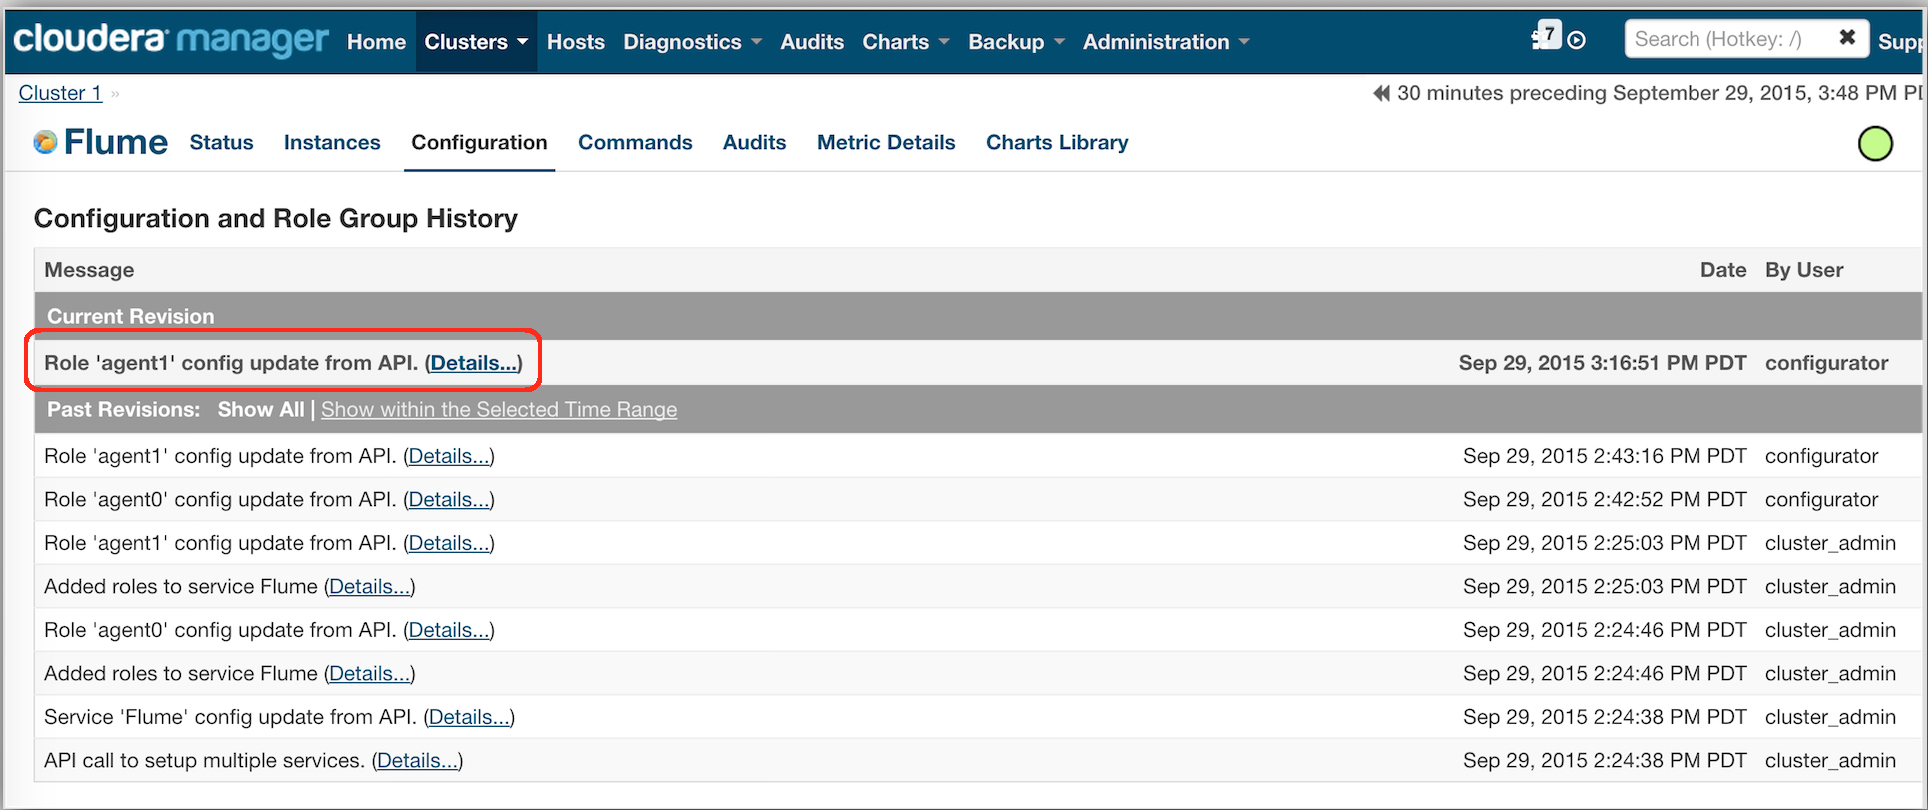 cloudera manager Home Clusters Hosts Diagnostics Audits Charts Backup Administration 7 Search (Hotkey: /) Supp
Cluster 1 » 30 minutes preceding September 29, 2015, 3:48 PM PD
Flume Status Instances Configuration Commands Audits Metric Details Charts Library
Configuration and Role Group History
Message Date By User
Current Revision
Role 'agent1' config update from API. (Details...) Sep 29, 2015 3:16:51 PM PDT configurator
Past Revisions: Show All | Show within the Selected Time Range
Role 'agent1' config update from API. (Details...) Sep 29, 2015 2:43:16 PM PDT configurator
Role 'agent0' config update from API. (Details...) Sep 29, 2015 2:42:52 PM PDT configurator
Role 'agent1' config update from API. (Details...) Sep 29, 2015 2:25:03 PM PDT cluster_admin
Added roles to service Flume (Details...) Sep 29, 2015 2:25:03 PM PDT cluster_admin
Role 'agent0' config update from API. (Details...) Sep 29, 2015 2:24:46 PM PDT cluster_admin
Added roles to service Flume (Details...) Sep 29, 2015 2:24:46 PM PDT cluster_admin
Service 'Flume' config update from API. (Details...) Sep 29, 2015 2:24:38 PM PDT cluster_admin
API call to setup multiple services. (Details...) Sep 29, 2015 2:24:38 PM PDT cluster_admin